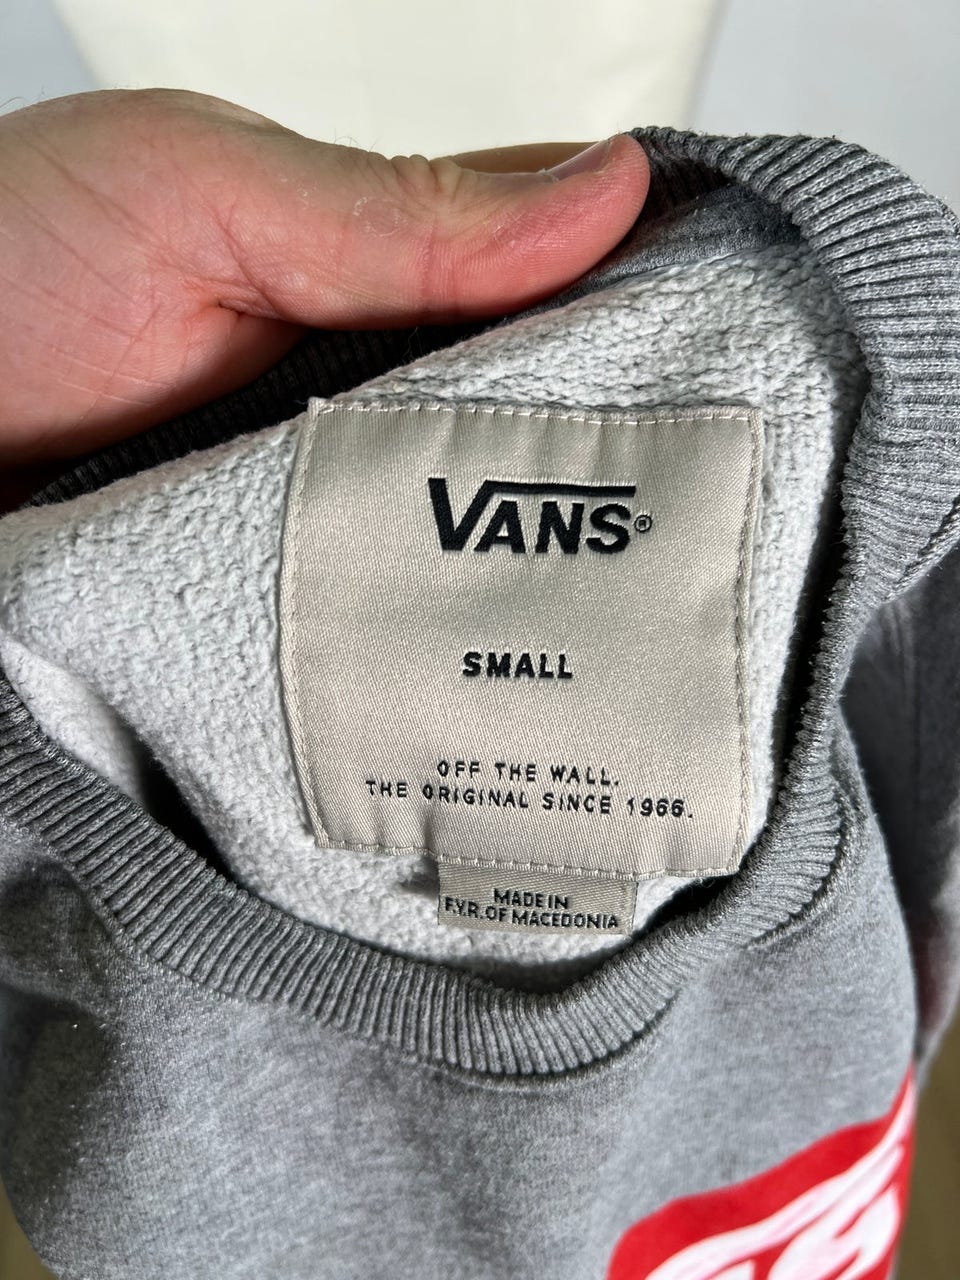 VANS®
SMALL
OFF THE WALL.
THE ORIGINAL SINCE 1966.
MADE IN
F.Y.R. OF MACEDONIA